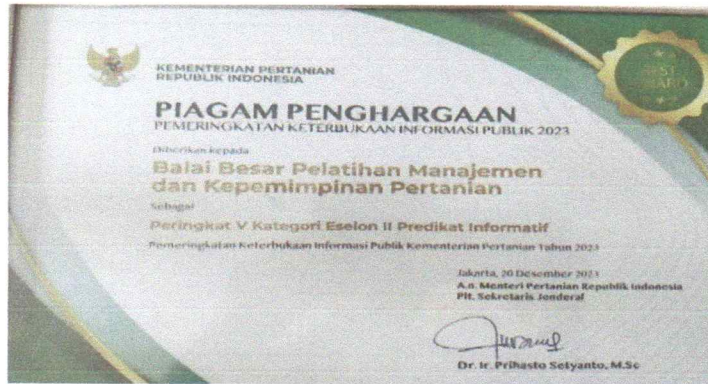 KEMENTERIAN PERTANIAN
REPUBLIK INDONESIA
PIAGAM PENGHARGAAN
PEMERINGKATAN KETERBUKAAN INFORMASI PUBLIK 2023
Diberikan kepada
Balai Besar Pelatihan Manajemen
dan Kepemimpinan Pertanian
Sebagai
Peringkat V Kategori Eselon II Predikat Informatif
Pemeringkatan Keterbukaan Informasi Publik Kementerian Pertanian Tahun 2023
Jakarta, 20 Desember 2023
A.n. Menteri Pertanian Republik Indonesia
Plt. Sekretaris Jenderal
Dr. Ir. Prihasto Setyanto, M.Sc